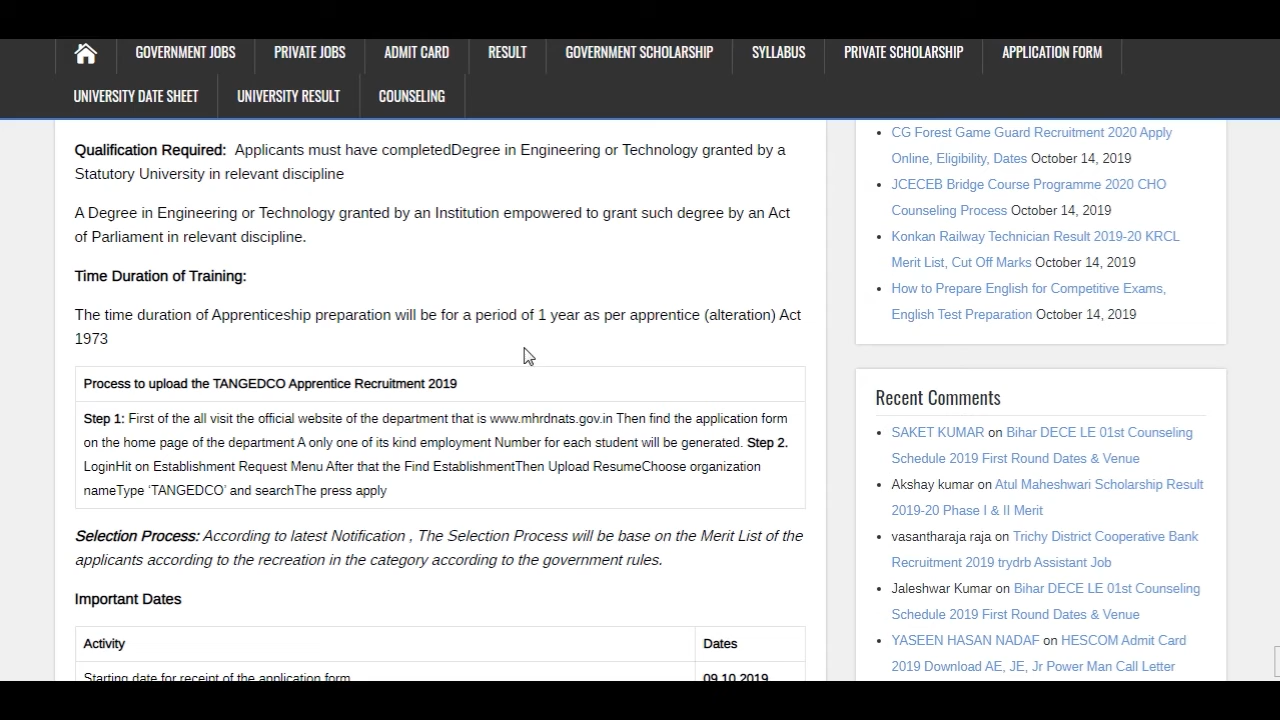 GOVERNMENT JOBS PRIVATE JOBS ADMIT CARD RESULT GOVERNMENT SCHOLARSHIP SYLLABUS PRIVATE SCHOLARSHIP APPLICATION FORM
UNIVERSITY DATE SHEET UNIVERSITY RESULT COUNSELING
Qualification Required: Applicants must have completedDegree in Engineering or Technology granted by a
Statutory University in relevant discipline
A Degree in Engineering or Technology granted by an Institution empowered to grant such degree by an Act
of Parliament in relevant discipline.
Time Duration of Training:
The time duration of Apprenticeship preparation will be for a period of 1 year as per apprentice (alteration) Act
1973
Process to upload the TANGEDCO Apprentice Recruitment 2019
Step 1: First of the all visit the official website of the department that is www.mhrdnats.gov.in Then find the application form
on the home page of the department A only one of its kind employment Number for each student will be generated. Step 2.
LoginHit on Establishment Request Menu After that the Find EstablishmentThen Upload ResumeChoose organization
nameType ‘TANGEDCO’ and searchThe press apply
Selection Process: According to latest Notification , The Selection Process will be base on the Merit List of the
applicants according to the recreation in the category according to the government rules.
Important Dates
Activity Dates
Starting date for receipt of the application form 09.10.2019
CG Forest Game Guard Recruitment 2020 Apply
Online, Eligibility, Dates October 14, 2019
JCECEB Bridge Course Programme 2020 CHO
Counseling Process October 14, 2019
Konkan Railway Technician Result 2019-20 KRCL
Merit List, Cut Off Marks October 14, 2019
How to Prepare English for Competitive Exams,
English Test Preparation October 14, 2019
Recent Comments
SAKET KUMAR on Bihar DECE LE 01st Counseling
Schedule 2019 First Round Dates & Venue
Akshay kumar on Atul Maheshwari Scholarship Result
2019-20 Phase I & II Merit
vasantharaja raja on Trichy District Cooperative Bank
Recruitment 2019 trydrb Assistant Job
Jaleshwar Kumar on Bihar DECE LE 01st Counseling
Schedule 2019 First Round Dates & Venue
YASEEN HASAN NADAF on HESCOM Admit Card
2019 Download AE, JE, Jr Power Man Call Letter